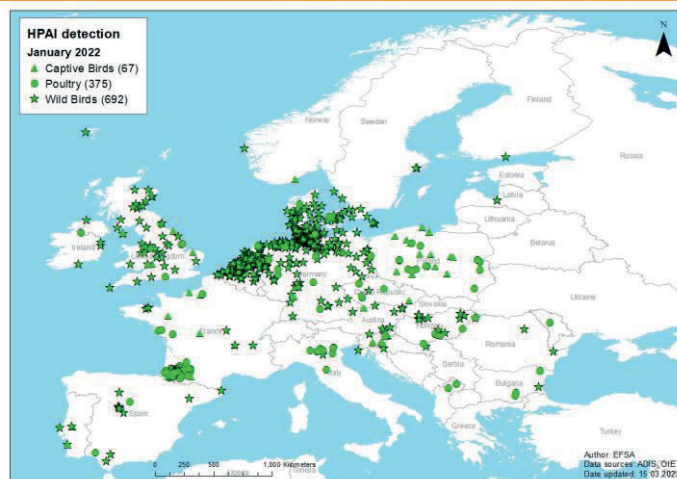 HPAI detection
January 2022
Captive Birds (67)
Poultry (375)
Wild Birds (692)
N
Finland
Norway
Sweden
Russia
Estonia
Latvia
Lithuania
Ireland
Belarus
Ukraine
Slovakia
Austria
France
Romania
Serbia
Italy
Bulgaria
Spain
Greece
Turkey
0 250 500 1,000 Kilometers
Tunisia
Author: EFSA
Data sources: ADIS, OIE